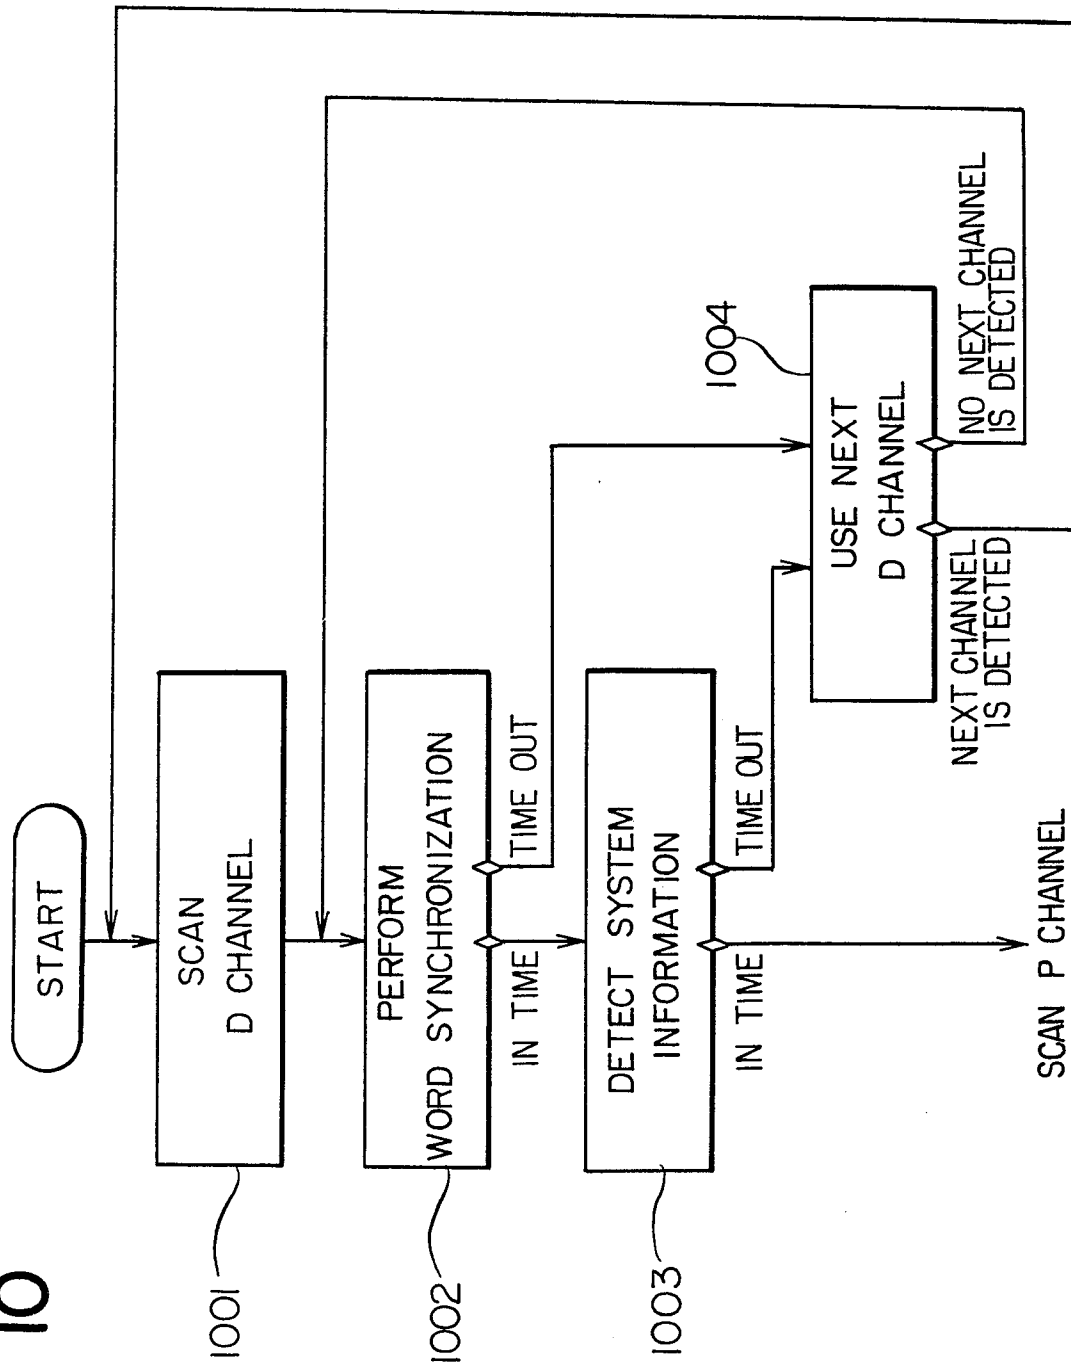 10
START
1001
SCAN
D CHANNEL
1002
PERFORM
WORD SYNCHRONIZATION
IN TIME
TIME OUT
1003
DETECT SYSTEM
INFORMATION
IN TIME
TIME OUT
1004
USE NEXT
D CHANNEL
NEXT CHANNEL
IS DETECTED
NO NEXT CHANNEL
IS DETECTED
SCAN P CHANNEL